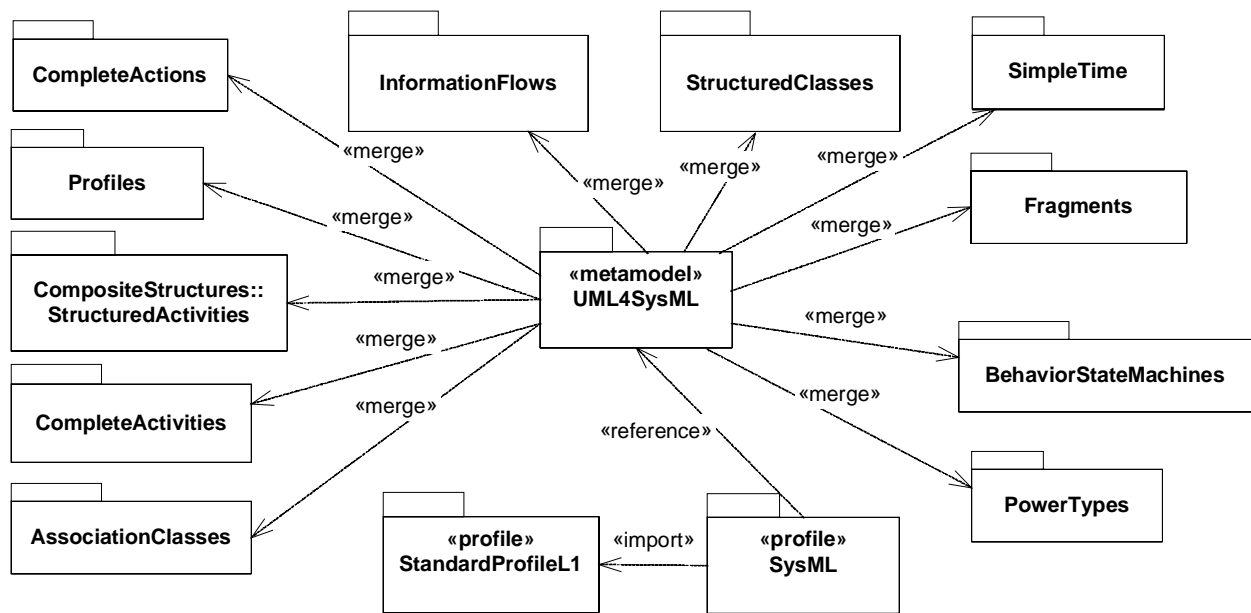 CompleteActions
InformationFlows
StructuredClasses
SimpleTime
«merge»
«merge»
«merge»
«merge»
Profiles
Fragments
«merge»
«merge»
CompositeStructures::
StructuredActivities
«merge»
«metamodel»
UML4SysML
«merge»
BehaviorStateMachines
CompleteActivities
«merge»
«merge»
«reference»
AssociationClasses
PowerTypes
«profile»
StandardProfileL1
«import»
«profile»
SysML